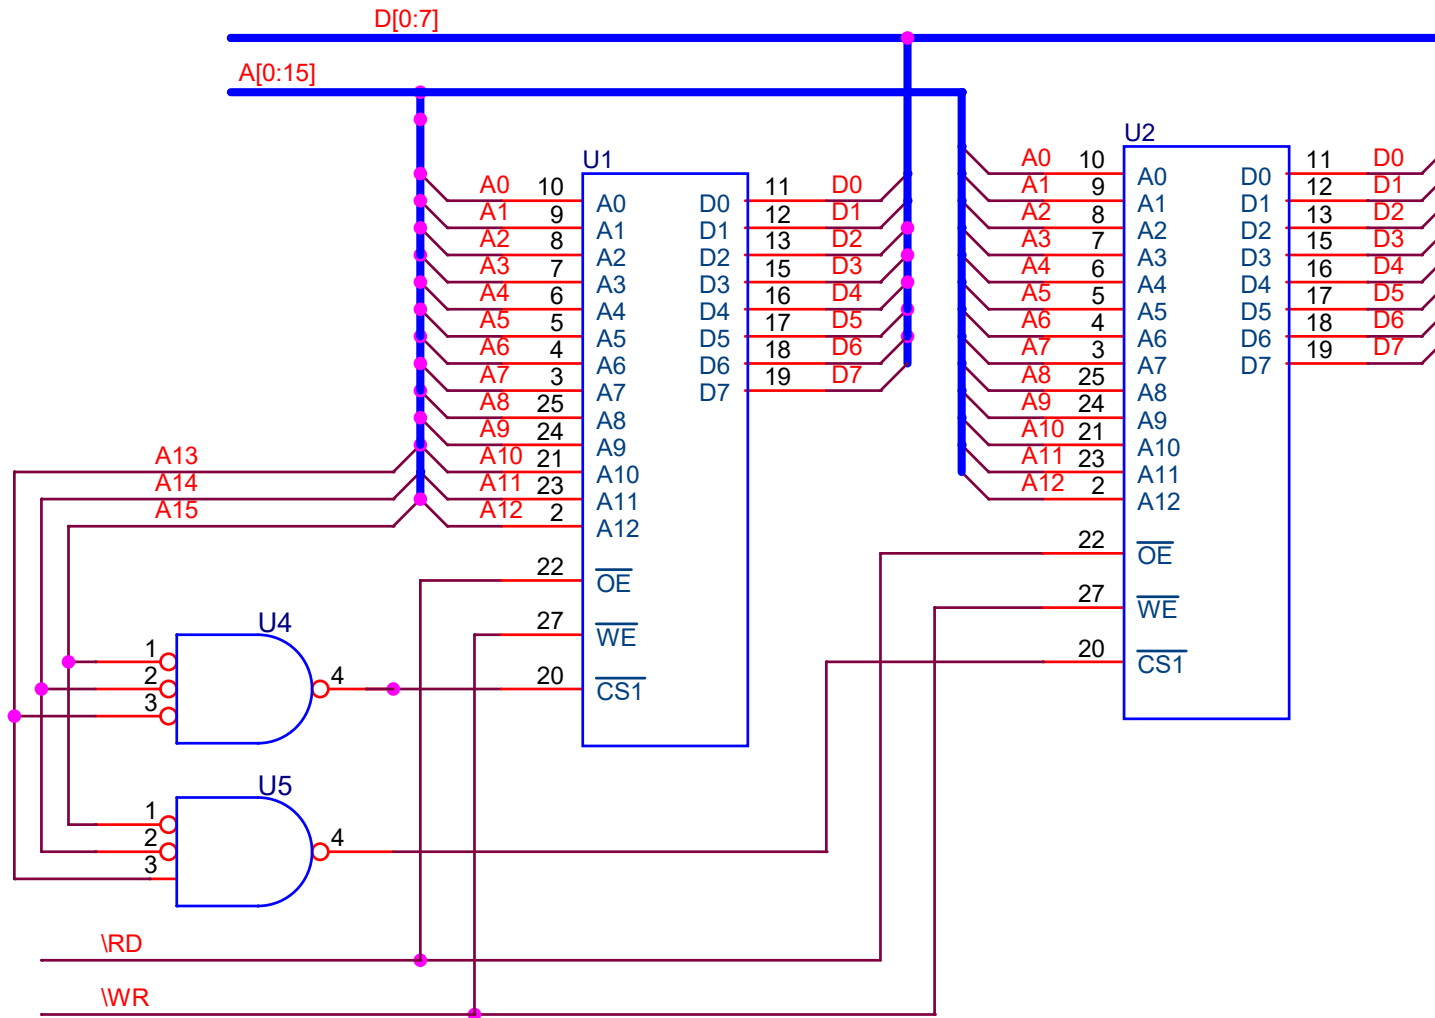 D[0:7]
A[0:15]
U1
A0 10 A0 D0 11 D0
A1 9 A1 D1 12 D1
A2 8 A2 D2 13 D2
A3 7 A3 D3 15 D3
A4 6 A4 D4 16 D4
A5 5 A5 D5 17 D5
A6 4 A6 D6 18 D6
A7 3 A7 D7 19 D7
A8 25 A8
A9 24 A9
A10 21 A10
A11 23 A11
A12 2 A12
22 OE
27 WE
20 CS1
U2
A0 10 A0 D0 11 D0
A1 9 A1 D1 12 D1
A2 8 A2 D2 13 D2
A3 7 A3 D3 15 D3
A4 6 A4 D4 16 D4
A5 5 A5 D5 17 D5
A6 4 A6 D6 18 D6
A7 3 A7 D7 19 D7
A8 25 A8
A9 24 A9
A10 21 A10
A11 23 A11
A12 2 A12
22 OE
27 WE
20 CS1
A13
A14
A15
U4
1
2 4
3
U5
1
2 4
3
\RD
\WR